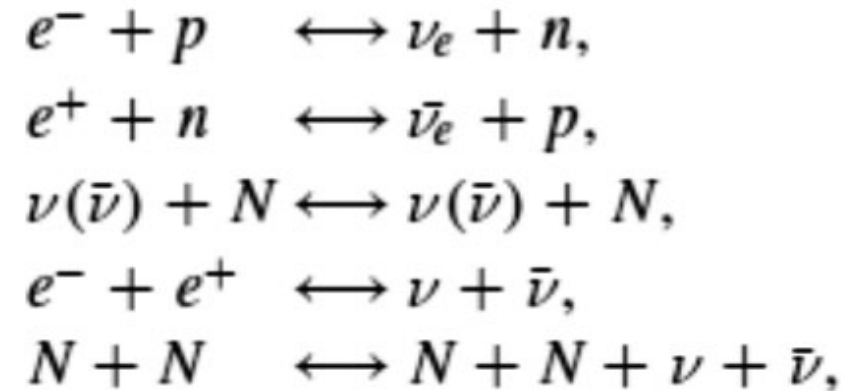 e⁻ + p ⟷ νₑ + n,
e⁺ + n ⟷ ν̄ₑ + p,
ν(ν̄) + N ⟷ ν(ν̄) + N,
e⁻ + e⁺ ⟷ ν + ν̄,
N + N ⟷ N + N + ν + ν̄,